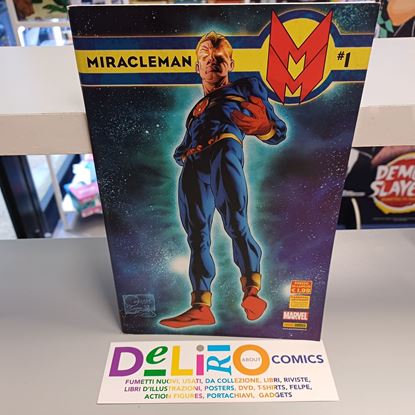 MIRACLEMAN
#1
DEMON
SLAYER
MARVEL
DELiRiO
ABOUT
COMICS
FUMETTI NUOVI, USATI, DA COLLEZIONE, LIBRI, RIVISTE,
LIBRI D'ILLUSTRAZIONI, POSTERS, DVD, T-SHIRTS, FELPE,
ACTION FIGURES, PORTACHIAVI, GADGETS